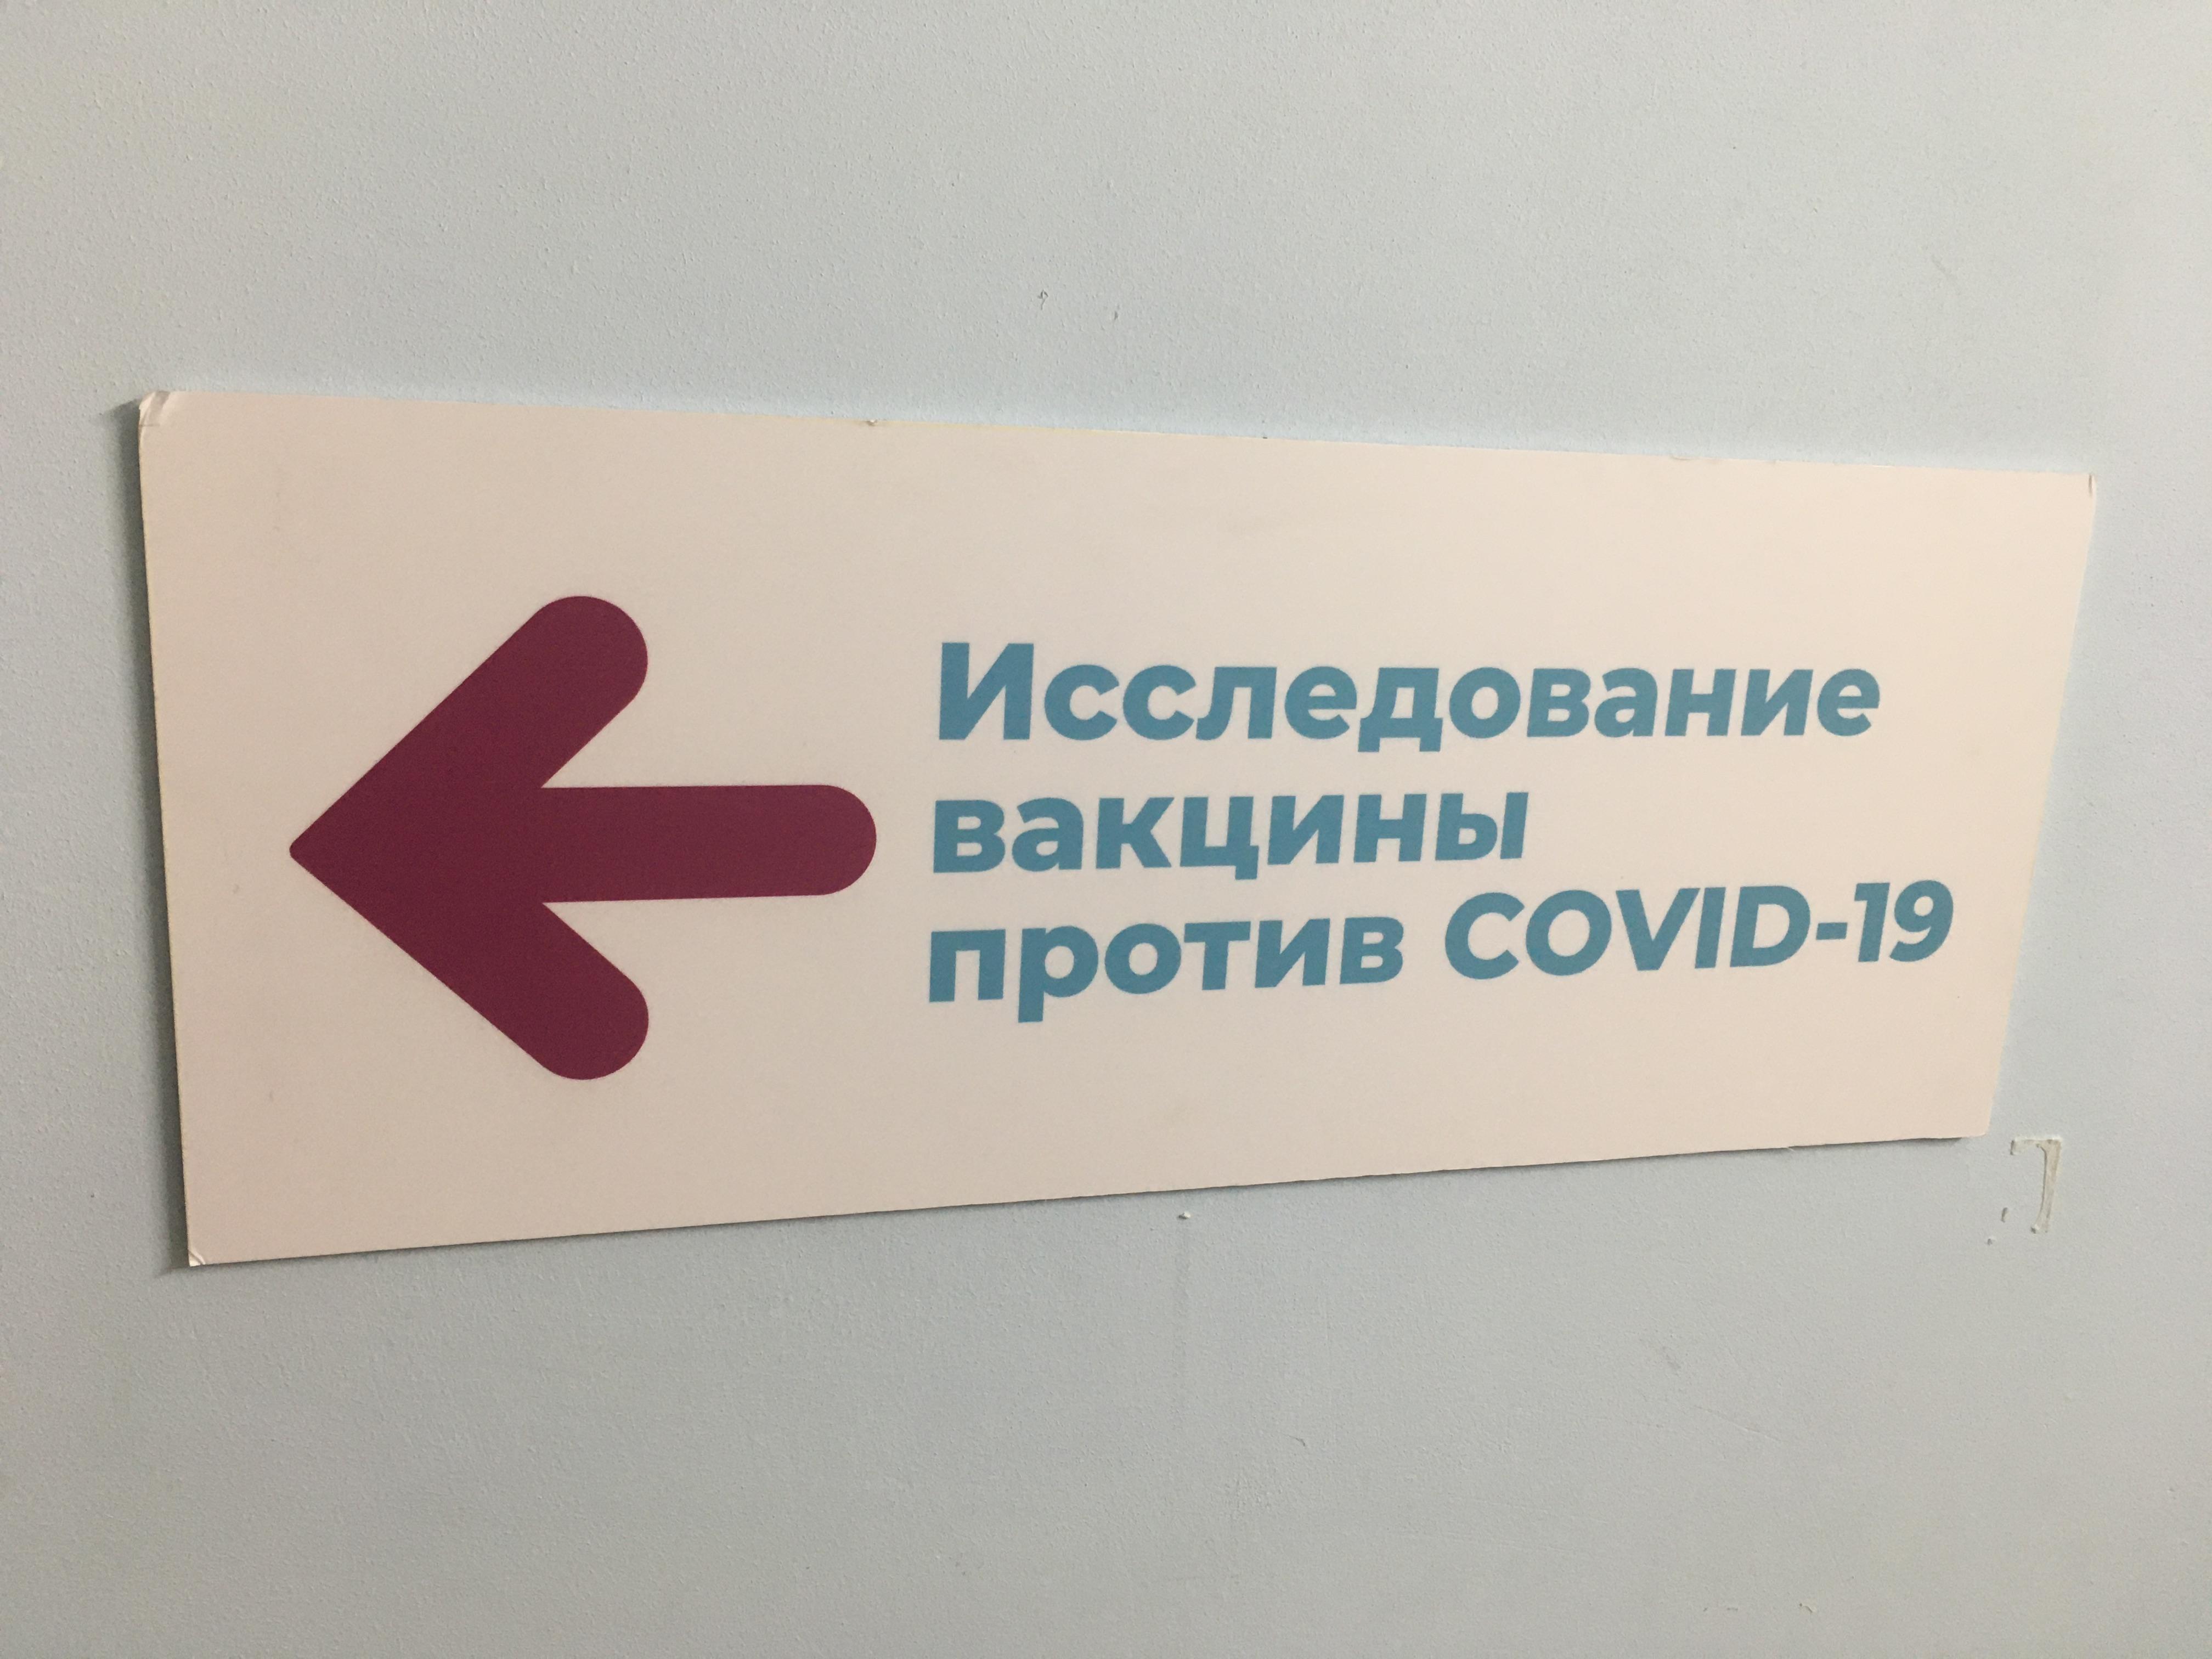 Исследование
вакцины
против COVID-19